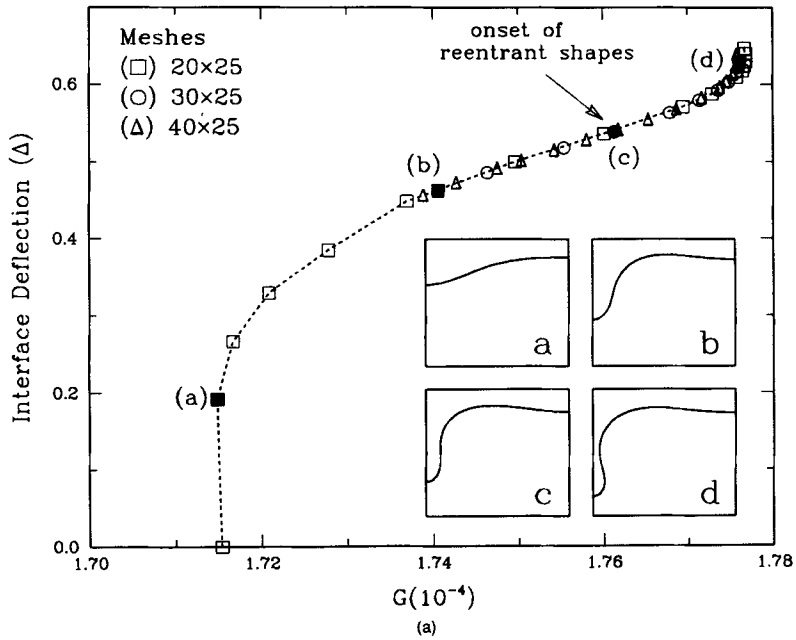 onset of
reentrant shapes
Meshes
(□) 20×25
(○) 30×25
(△) 40×25
(d)
(c)
(b)
(a)
a
b
c
d
Interface Deflection (Δ)
0.6
0.4
0.2
0.0
1.70
1.72
1.74
1.76
1.78
G(10⁻⁴)
(a)